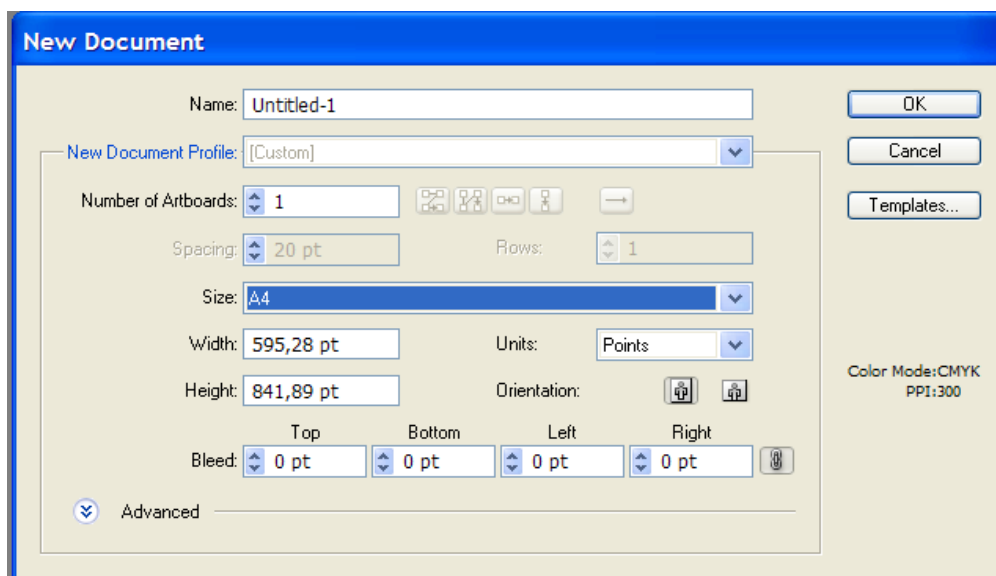 New Document
Name: Untitled-1 OK
New Document Profile: [Custom] Cancel
Number of Artboards: 1 Templates...
Spacing: 20 pt Rows: 1
Size: A4
Width: 595,28 pt Units: Points
Color Mode:CMYK
Height: 841,89 pt Orientation: PPI:300
Top Bottom Left Right
Bleed: 0 pt 0 pt 0 pt 0 pt
Advanced